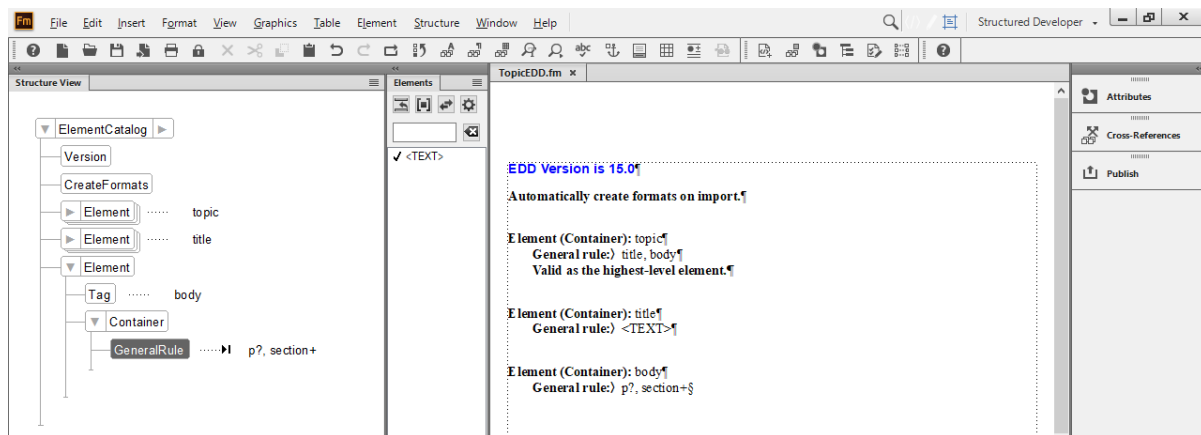 Fm File Edit Insert Format View Graphics Table Element Structure Window Help Structured Developer
Structure View
Elements
TopicEDD.fm ×
ElementCatalog
Version
CreateFormats
Element topic
Element title
Element
Tag body
Container
GeneralRule p?, section+
<TEXT>
EDD Version is 15.0¶
Automatically create formats on import.¶
Element (Container): topic¶
General rule:⟩ title, body¶
Valid as the highest-level element.¶
Element (Container): title¶
General rule:⟩ <TEXT>¶
Element (Container): body¶
General rule:⟩ p?, section+§
Attributes
Cross-References
Publish